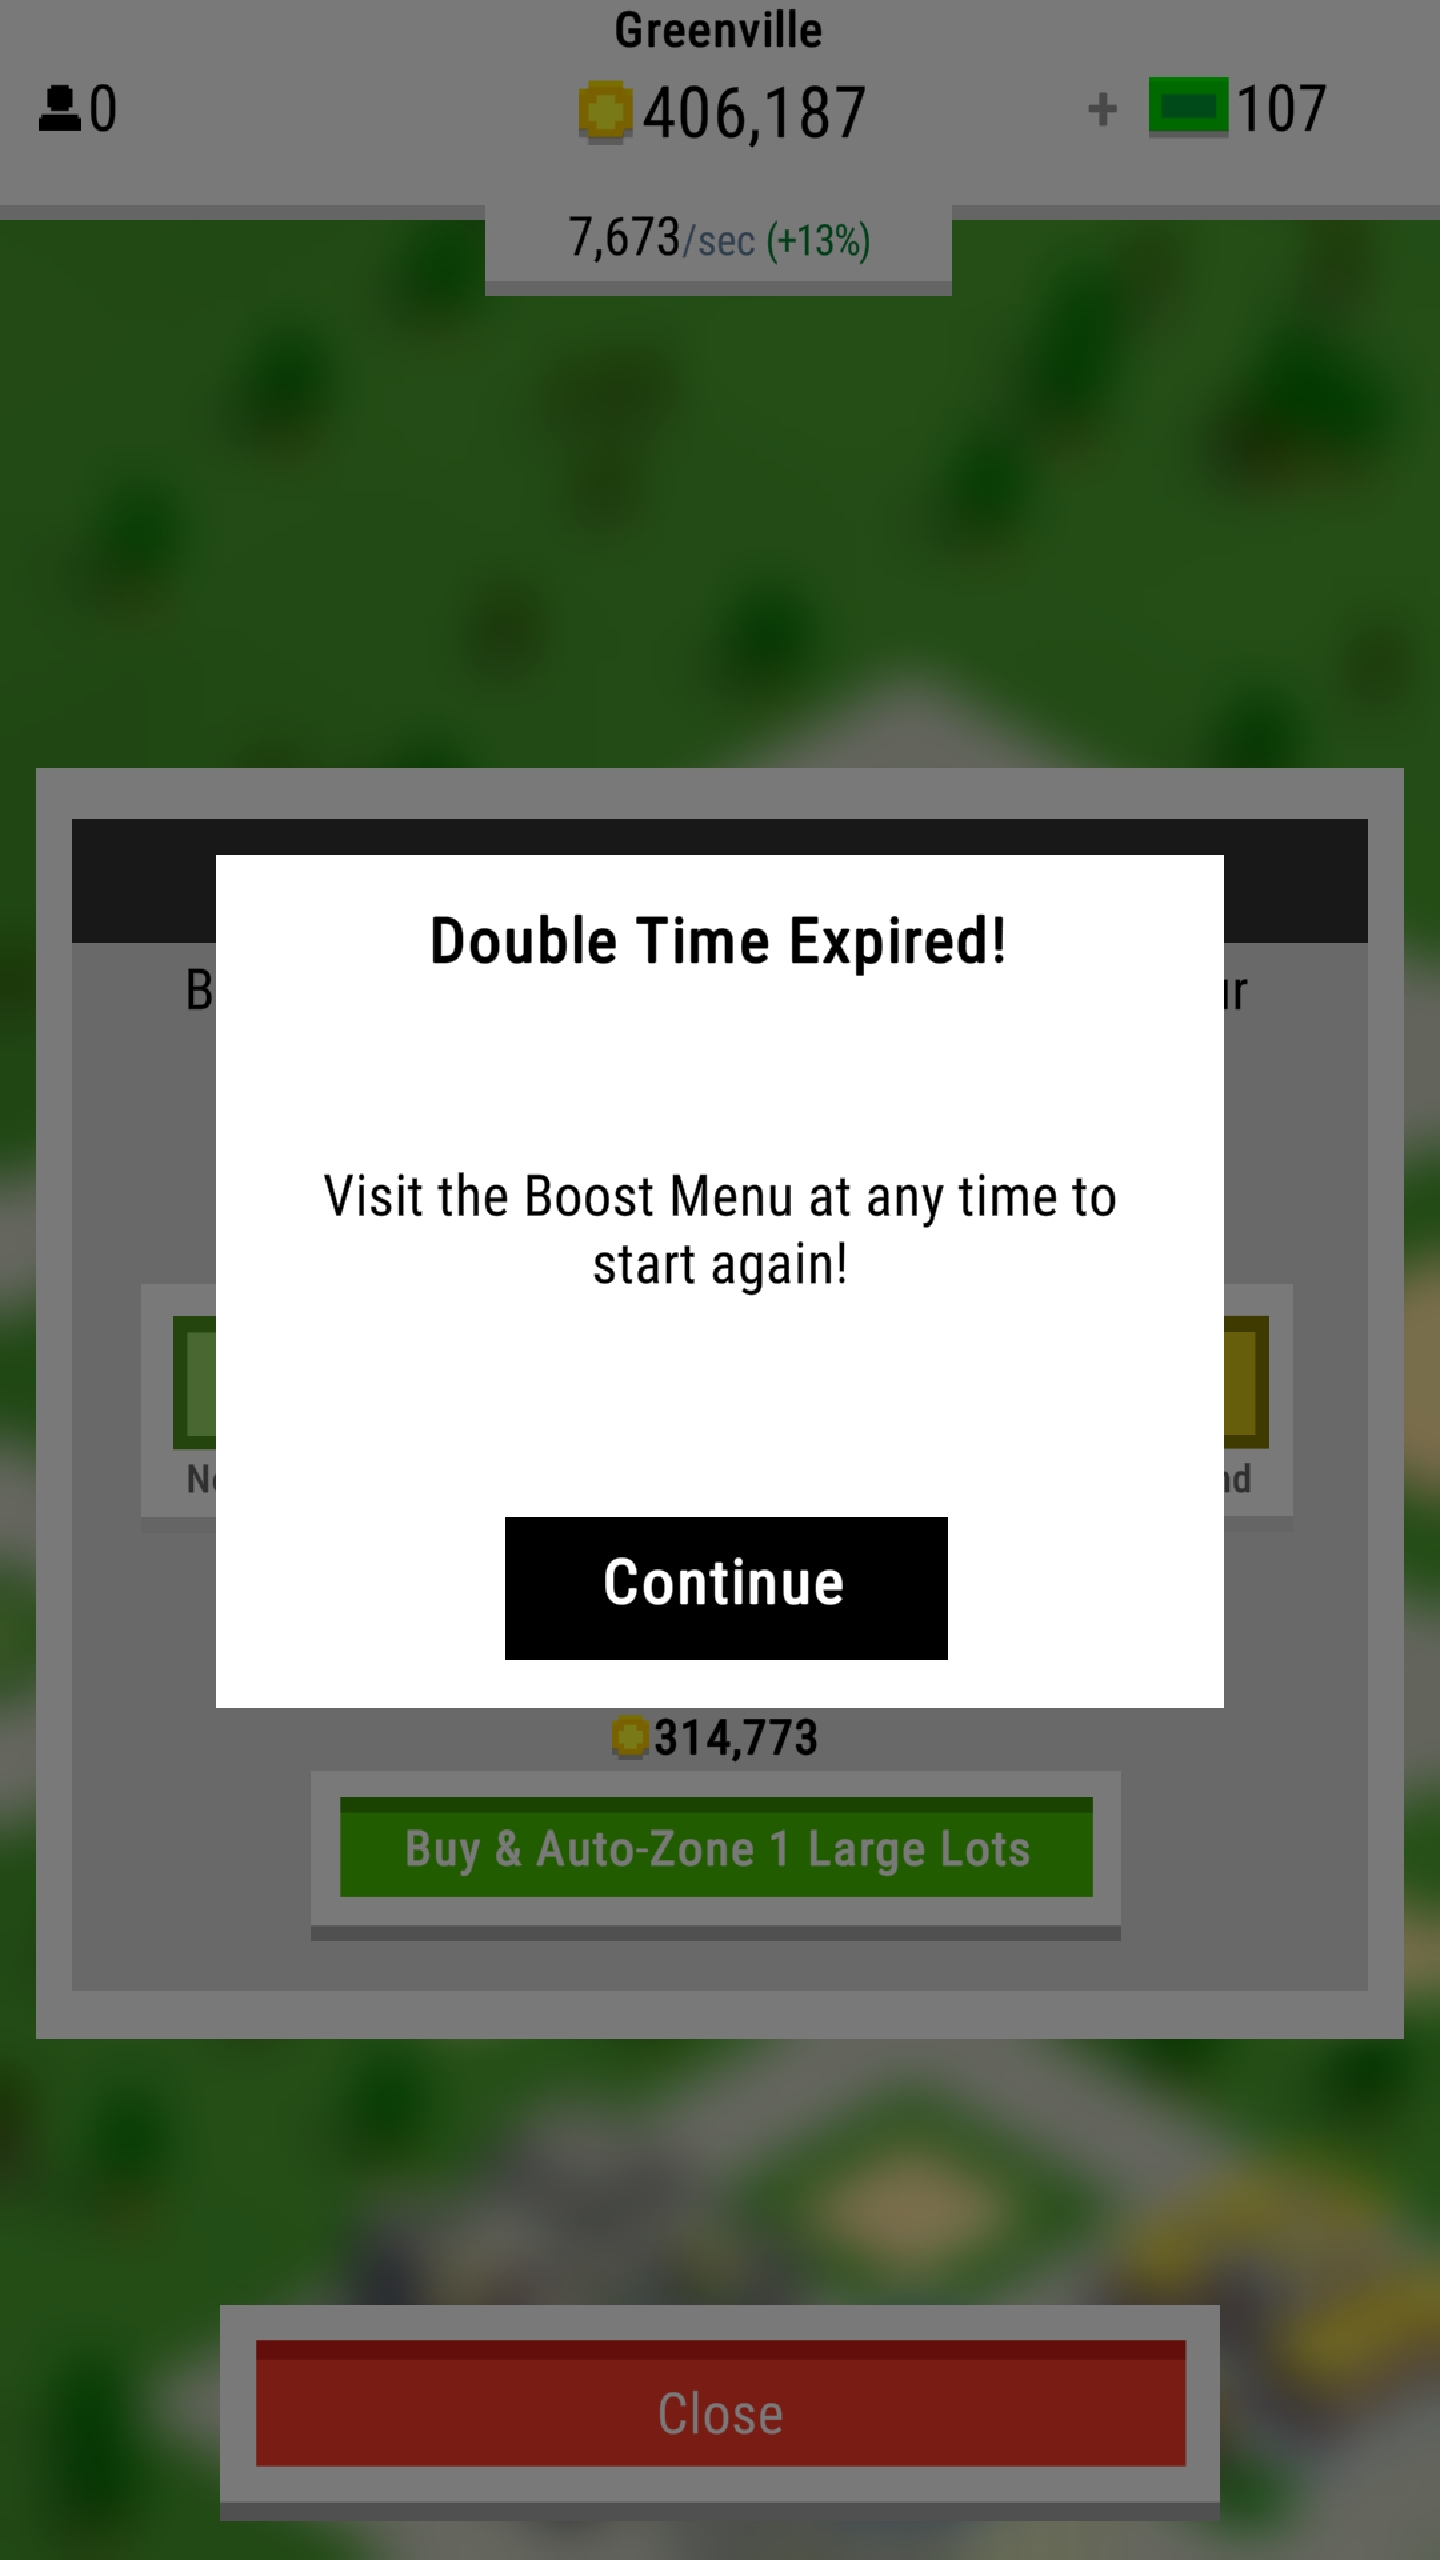 Greenville
0
406,187
+ 107
7,673/sec (+13%)
Double Time Expired!
Visit the Boost Menu at any time to
start again!
Continue
314,773
Buy & Auto-Zone 1 Large Lots
Close